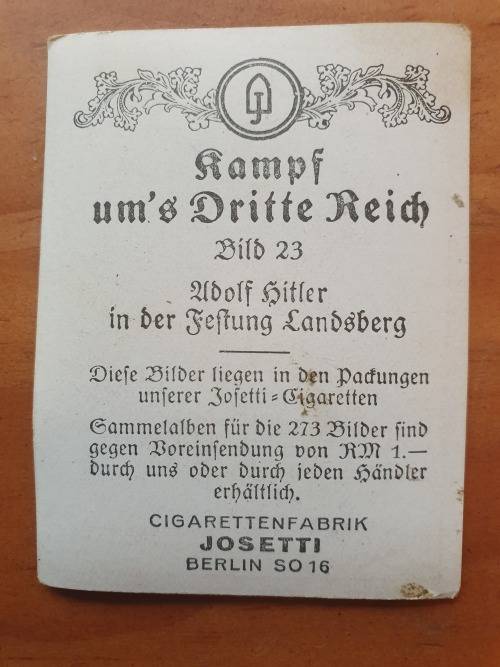 Kampf
um's Dritte Reich
Bild 23
Adolf Hitler
in der Festung Landsberg
Diese Bilder liegen in den Packungen
unserer Josetti=Cigaretten
Sammelalben für die 273 Bilder sind
gegen Voreinsendung von RM 1.—
durch uns oder durch jeden Händler
erhältlich.
CIGARETTENFABRIK
JOSETTI
BERLIN SO 16